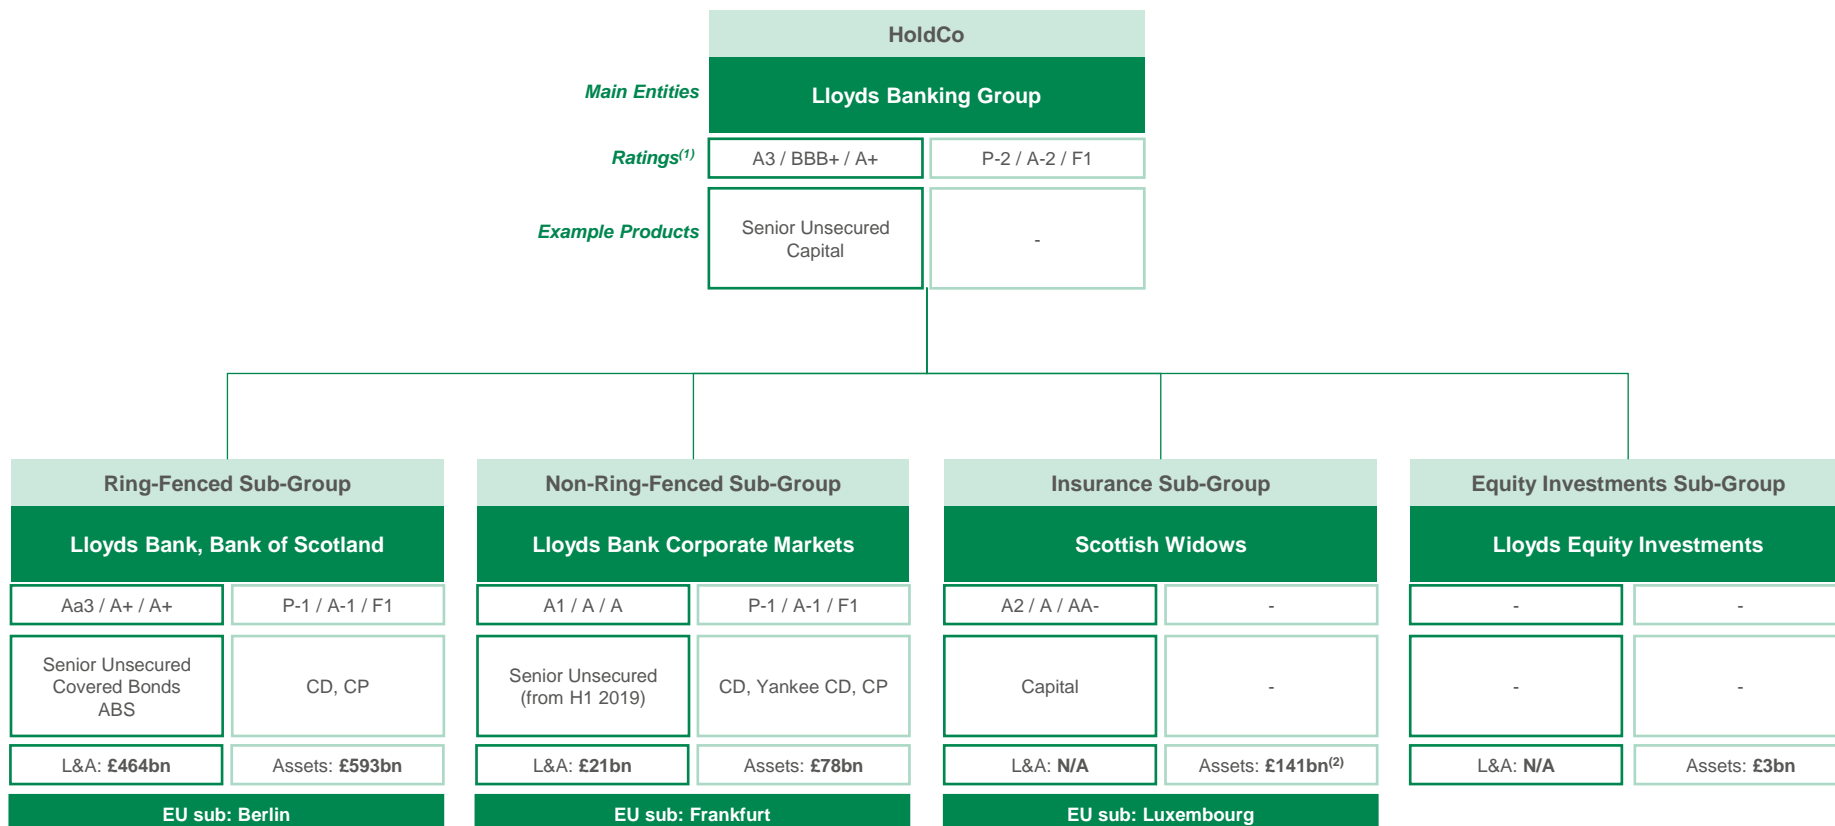 HoldCo
Main Entities
Lloyds Banking Group
Ratings(1)
A3 / BBB+ / A+
P-2 / A-2 / F1
Example Products
Senior Unsecured
Capital
-
Ring-Fenced Sub-Group
Lloyds Bank, Bank of Scotland
Aa3 / A+ / A+
P-1 / A-1 / F1
Senior Unsecured
Covered Bonds
ABS
CD, CP
L&A: £464bn
Assets: £593bn
EU sub: Berlin
Non-Ring-Fenced Sub-Group
Lloyds Bank Corporate Markets
A1 / A / A
P-1 / A-1 / F1
Senior Unsecured
(from H1 2019)
CD, Yankee CD, CP
L&A: £21bn
Assets: £78bn
EU sub: Frankfurt
Insurance Sub-Group
Scottish Widows
A2 / A / AA-
-
Capital
-
L&A: N/A
Assets: £141bn(2)
EU sub: Luxembourg
Equity Investments Sub-Group
Lloyds Equity Investments
-
-
-
-
L&A: N/A
Assets: £3bn